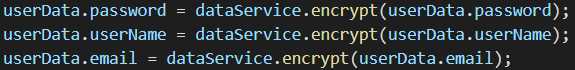 userData.password = dataService.encrypt(userData.password);
userData.userName = dataService.encrypt(userData.userName);
userData.email = dataService.encrypt(userData.email);